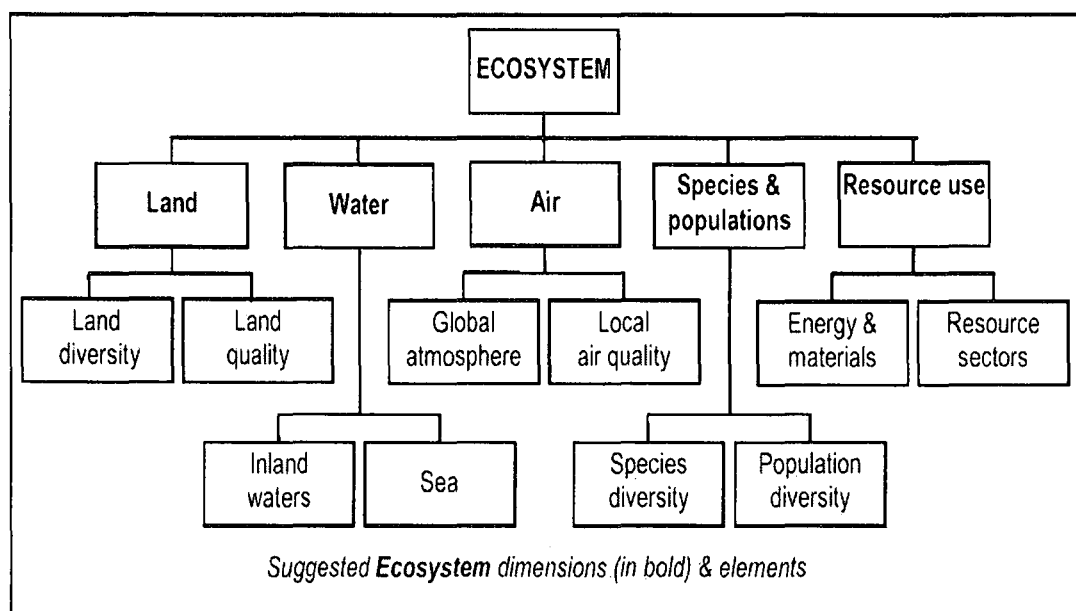 ECOSYSTEM
Land
Water
Air
Species &
populations
Resource use
Land
diversity
Land
quality
Global
atmosphere
Local
air quality
Energy &
materials
Resource
sectors
Inland
waters
Sea
Species
diversity
Population
diversity
Suggested Ecosystem dimensions (in bold) & elements